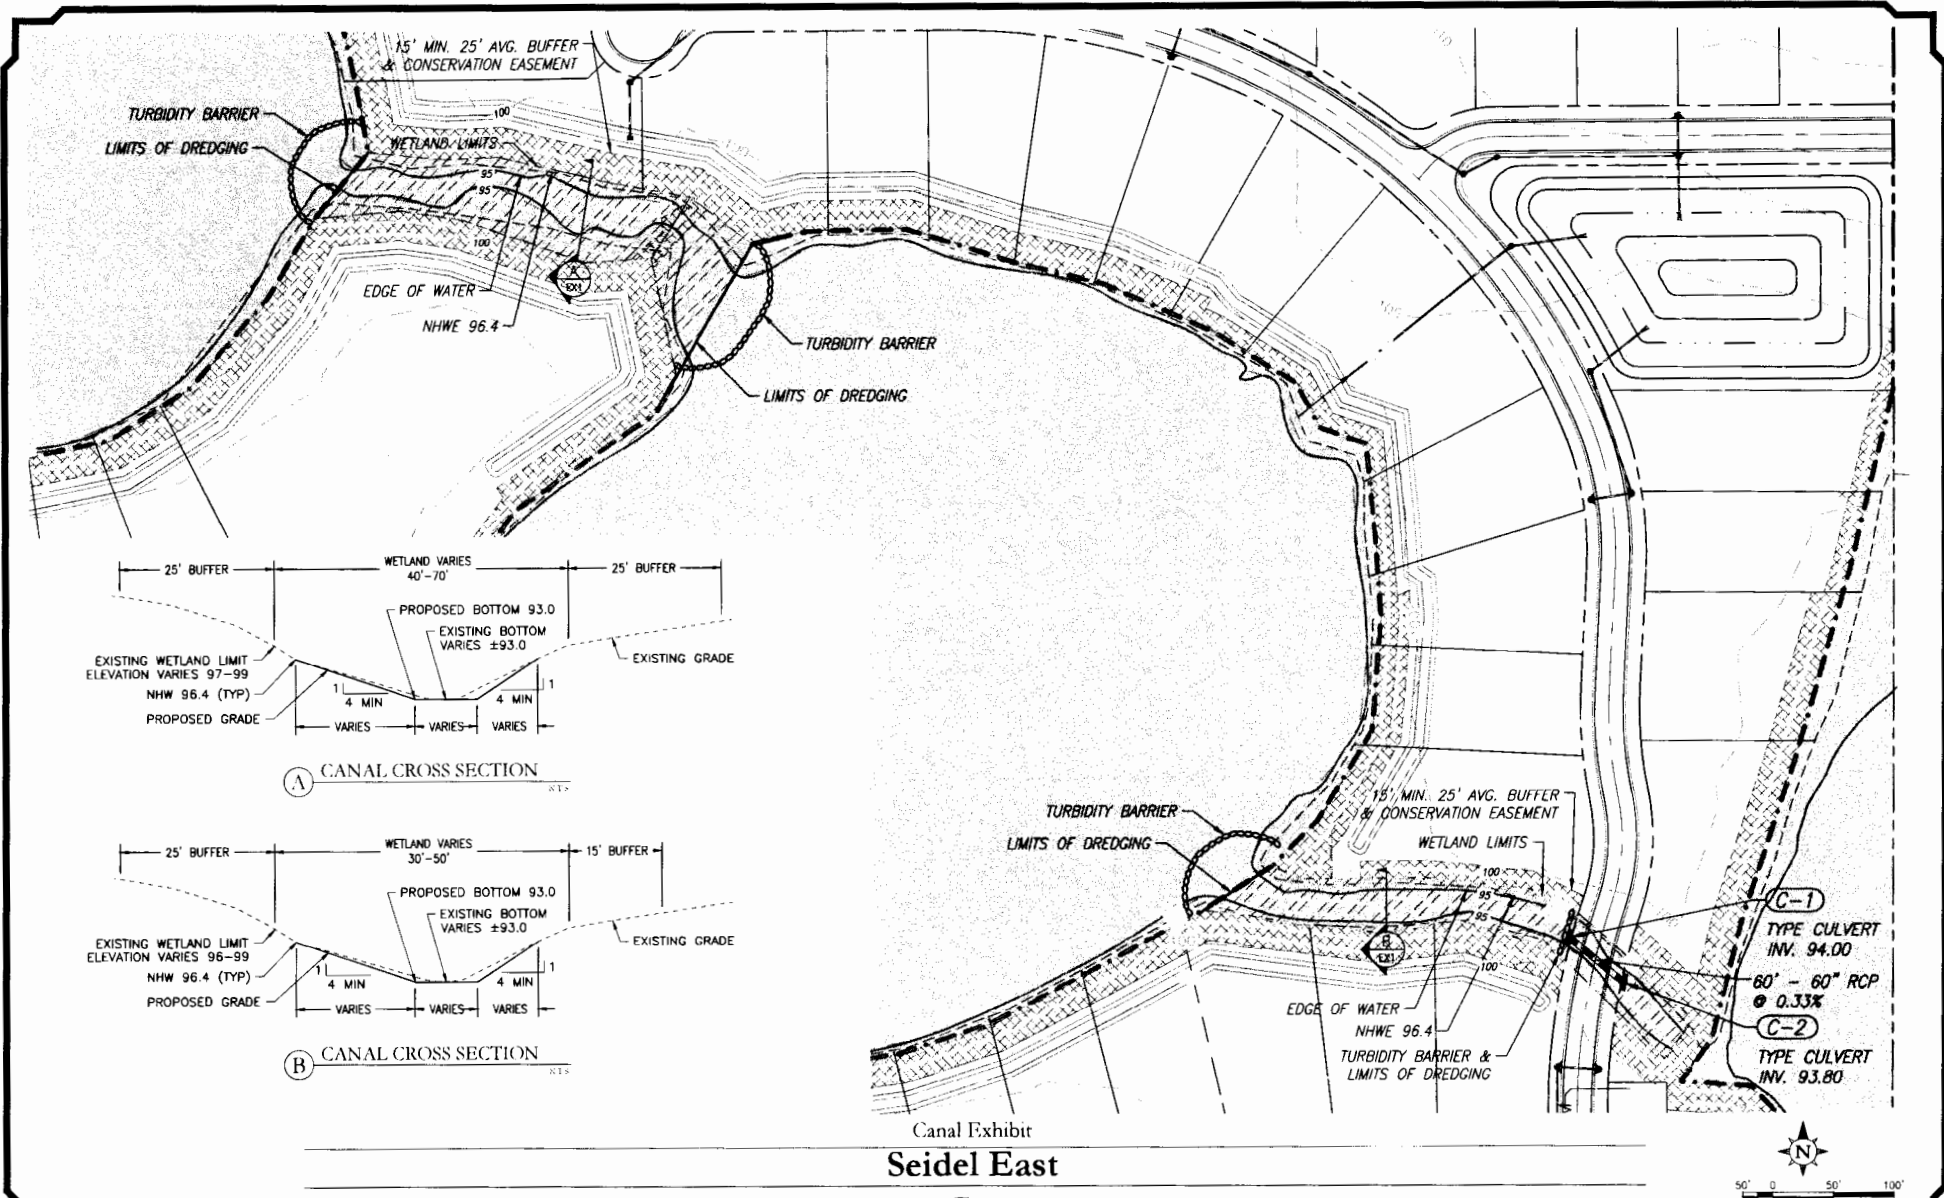 15' MIN. 25' AVG. BUFFER
& CONSERVATION EASEMENT
TURBIDITY BARRIER
LIMITS OF DREDGING
100
WETLAND LIMITS
95
95
100
A
EX1
EDGE OF WATER
NHWE 96.4
TURBIDITY BARRIER
LIMITS OF DREDGING
25' BUFFER
WETLAND VARIES
40'-70'
25' BUFFER
PROPOSED BOTTOM 93.0
EXISTING BOTTOM
VARIES ±93.0
EXISTING WETLAND LIMIT
ELEVATION VARIES 97-99
EXISTING GRADE
NHW 96.4 (TYP)
1
4 MIN
4 MIN
1
PROPOSED GRADE
VARIES
VARIES
VARIES
A
CANAL CROSS SECTION
NTS
25' BUFFER
WETLAND VARIES
30'-50'
15' BUFFER
PROPOSED BOTTOM 93.0
EXISTING BOTTOM
VARIES ±93.0
EXISTING WETLAND LIMIT
ELEVATION VARIES 96-99
EXISTING GRADE
NHW 96.4 (TYP)
1
4 MIN
4 MIN
1
PROPOSED GRADE
VARIES
VARIES
VARIES
B
CANAL CROSS SECTION
NTS
TURBIDITY BARRIER
LIMITS OF DREDGING
15' MIN. 25' AVG. BUFFER
& CONSERVATION EASEMENT
WETLAND LIMITS
100
95
95
100
B
EX1
EDGE OF WATER
NHWE 96.4
TURBIDITY BARRIER &
LIMITS OF DREDGING
C-1
TYPE CULVERT
INV. 94.00
60' - 60" RCP
@ 0.33%
C-2
TYPE CULVERT
INV. 93.80
Canal Exhibit
Seidel East
N
50' 0 50' 100'